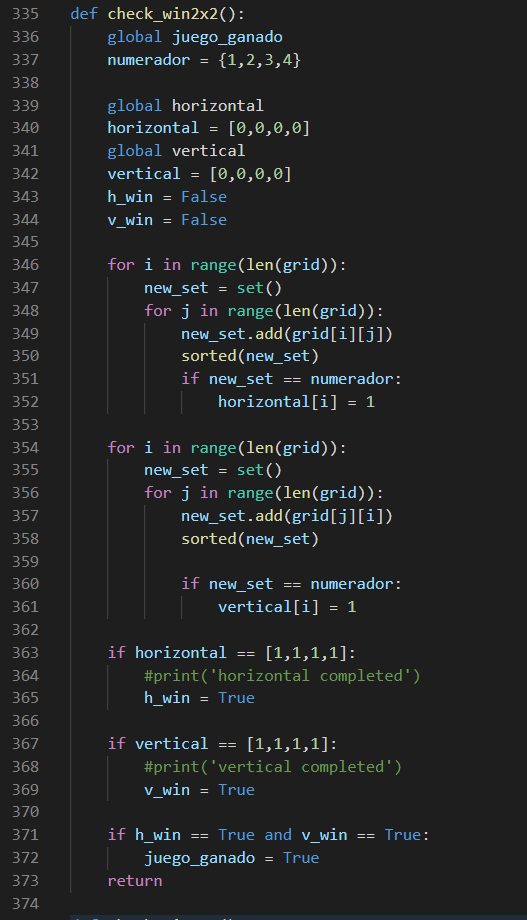 335 def check_win2x2():
336     global juego_ganado
337     numerador = {1,2,3,4}
338
339     global horizontal
340     horizontal = [0,0,0,0]
341     global vertical
342     vertical = [0,0,0,0]
343     h_win = False
344     v_win = False
345
346     for i in range(len(grid)):
347         new_set = set()
348         for j in range(len(grid)):
349             new_set.add(grid[i][j])
350             sorted(new_set)
351             if new_set == numerador:
352                 horizontal[i] = 1
353
354     for i in range(len(grid)):
355         new_set = set()
356         for j in range(len(grid)):
357             new_set.add(grid[j][i])
358             sorted(new_set)
359
360             if new_set == numerador:
361                 vertical[i] = 1
362
363     if horizontal == [1,1,1,1]:
364         #print('horizontal completed')
365         h_win = True
366
367     if vertical == [1,1,1,1]:
368         #print('vertical completed')
369         v_win = True
370
371     if h_win == True and v_win == True:
372         juego_ganado = True
373     return
374